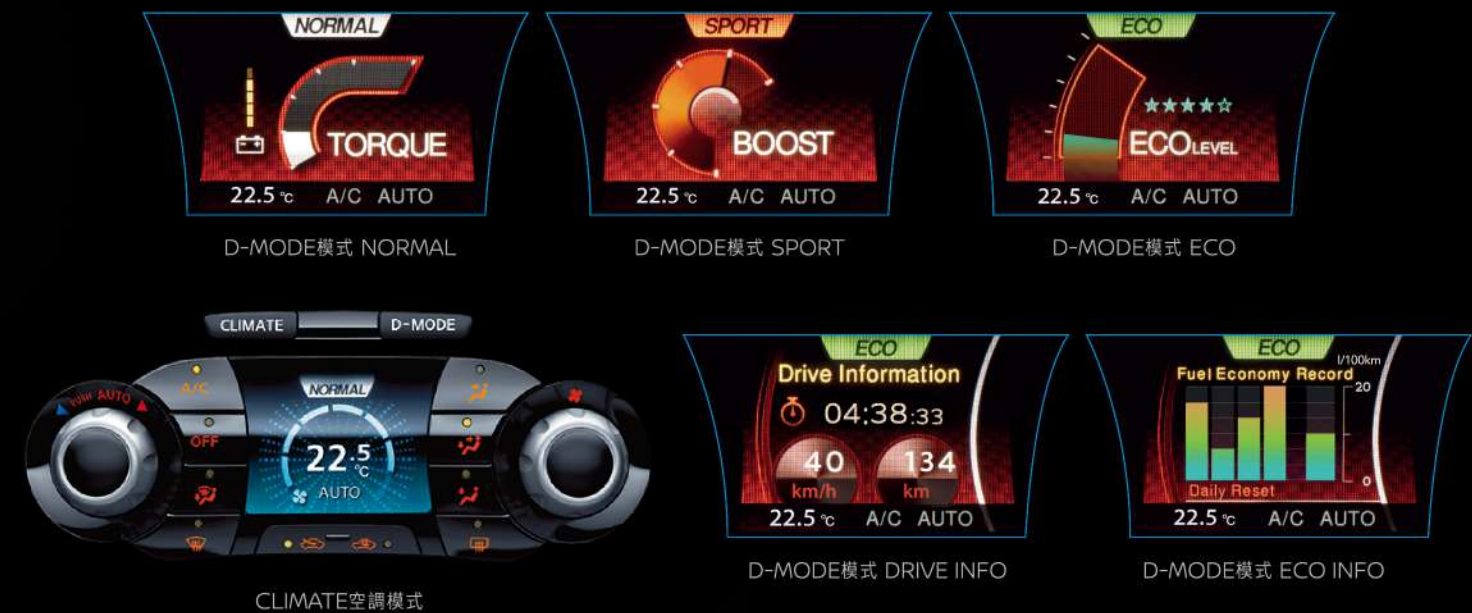 NORMAL
TORQUE
22.5 ℃ A/C AUTO
D-MODE模式 NORMAL
SPORT
BOOST
22.5 ℃ A/C AUTO
D-MODE模式 SPORT
ECO
ECO LEVEL
22.5 ℃ A/C AUTO
D-MODE模式 ECO
CLIMATE D-MODE
PUSH AUTO
A/C
OFF
NORMAL
22.5 ℃
AUTO
CLIMATE空調模式
ECO
Drive Information
04:38:33
40 134
km/h km
22.5 ℃ A/C AUTO
D-MODE模式 DRIVE INFO
ECO
l/100km
Fuel Economy Record
20
0
Daily Reset
22.5 ℃ A/C AUTO
D-MODE模式 ECO INFO